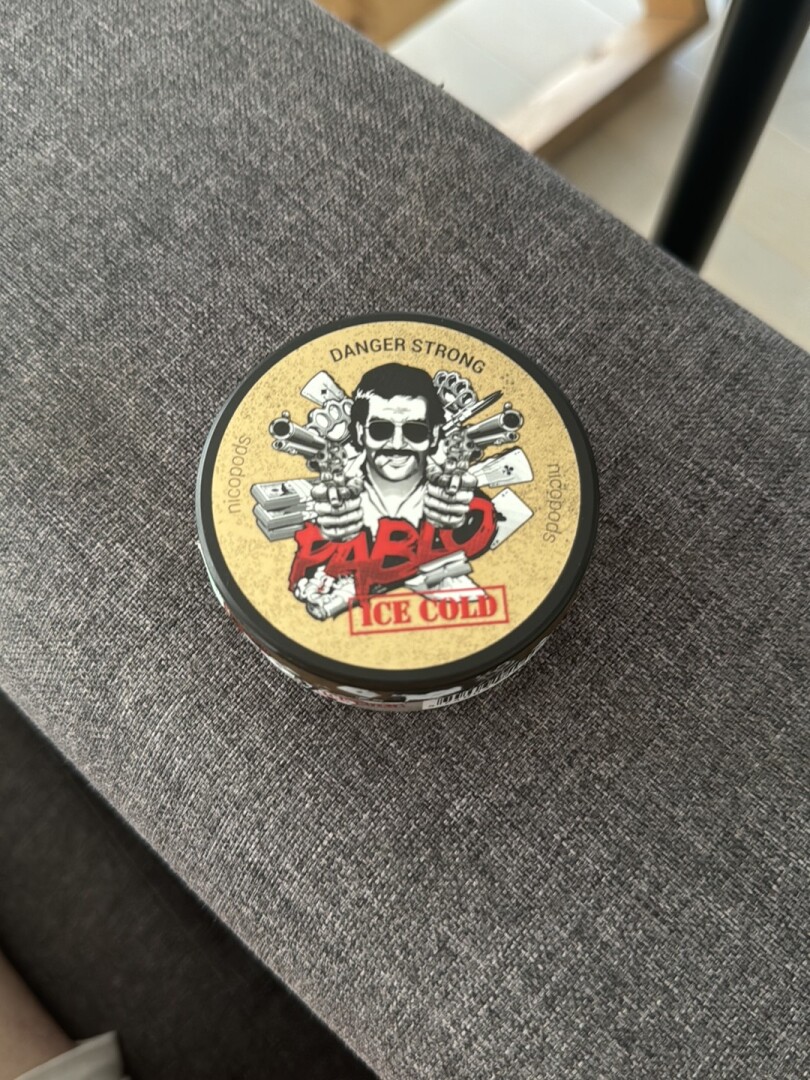 DANGER STRONG
nicopods
nicopods
PABLO
ICE COLD